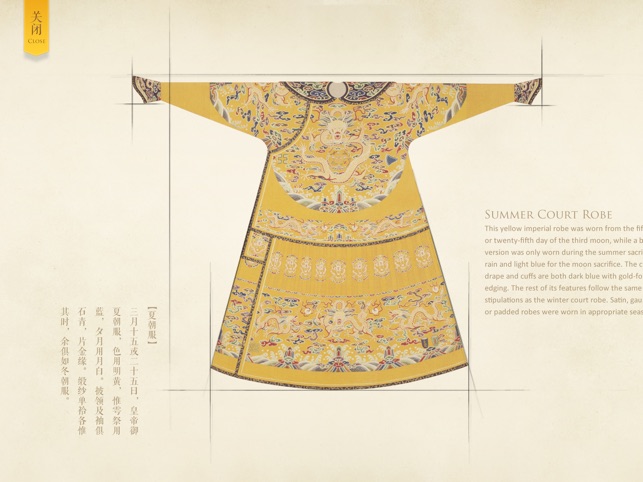 关闭
Close
【夏朝服】
三月十五或二十五日，皇帝御
夏朝服，色用明黄，惟雩祭用
蓝，夕月用月白。披领及袖俱
石青，片金缘，缎纱单袷各惟
其时，余俱如冬朝服。
Summer Court Robe
This yellow imperial robe was worn from the fif
or twenty-fifth day of the third moon, while a b
version was only worn during the summer sacri
rain and light blue for the moon sacrifice. The c
drape and cuffs are both dark blue with gold-fo
edging. The rest of its features follow the same
stipulations as the winter court robe. Satin, gau
or padded robes were worn in appropriate seas